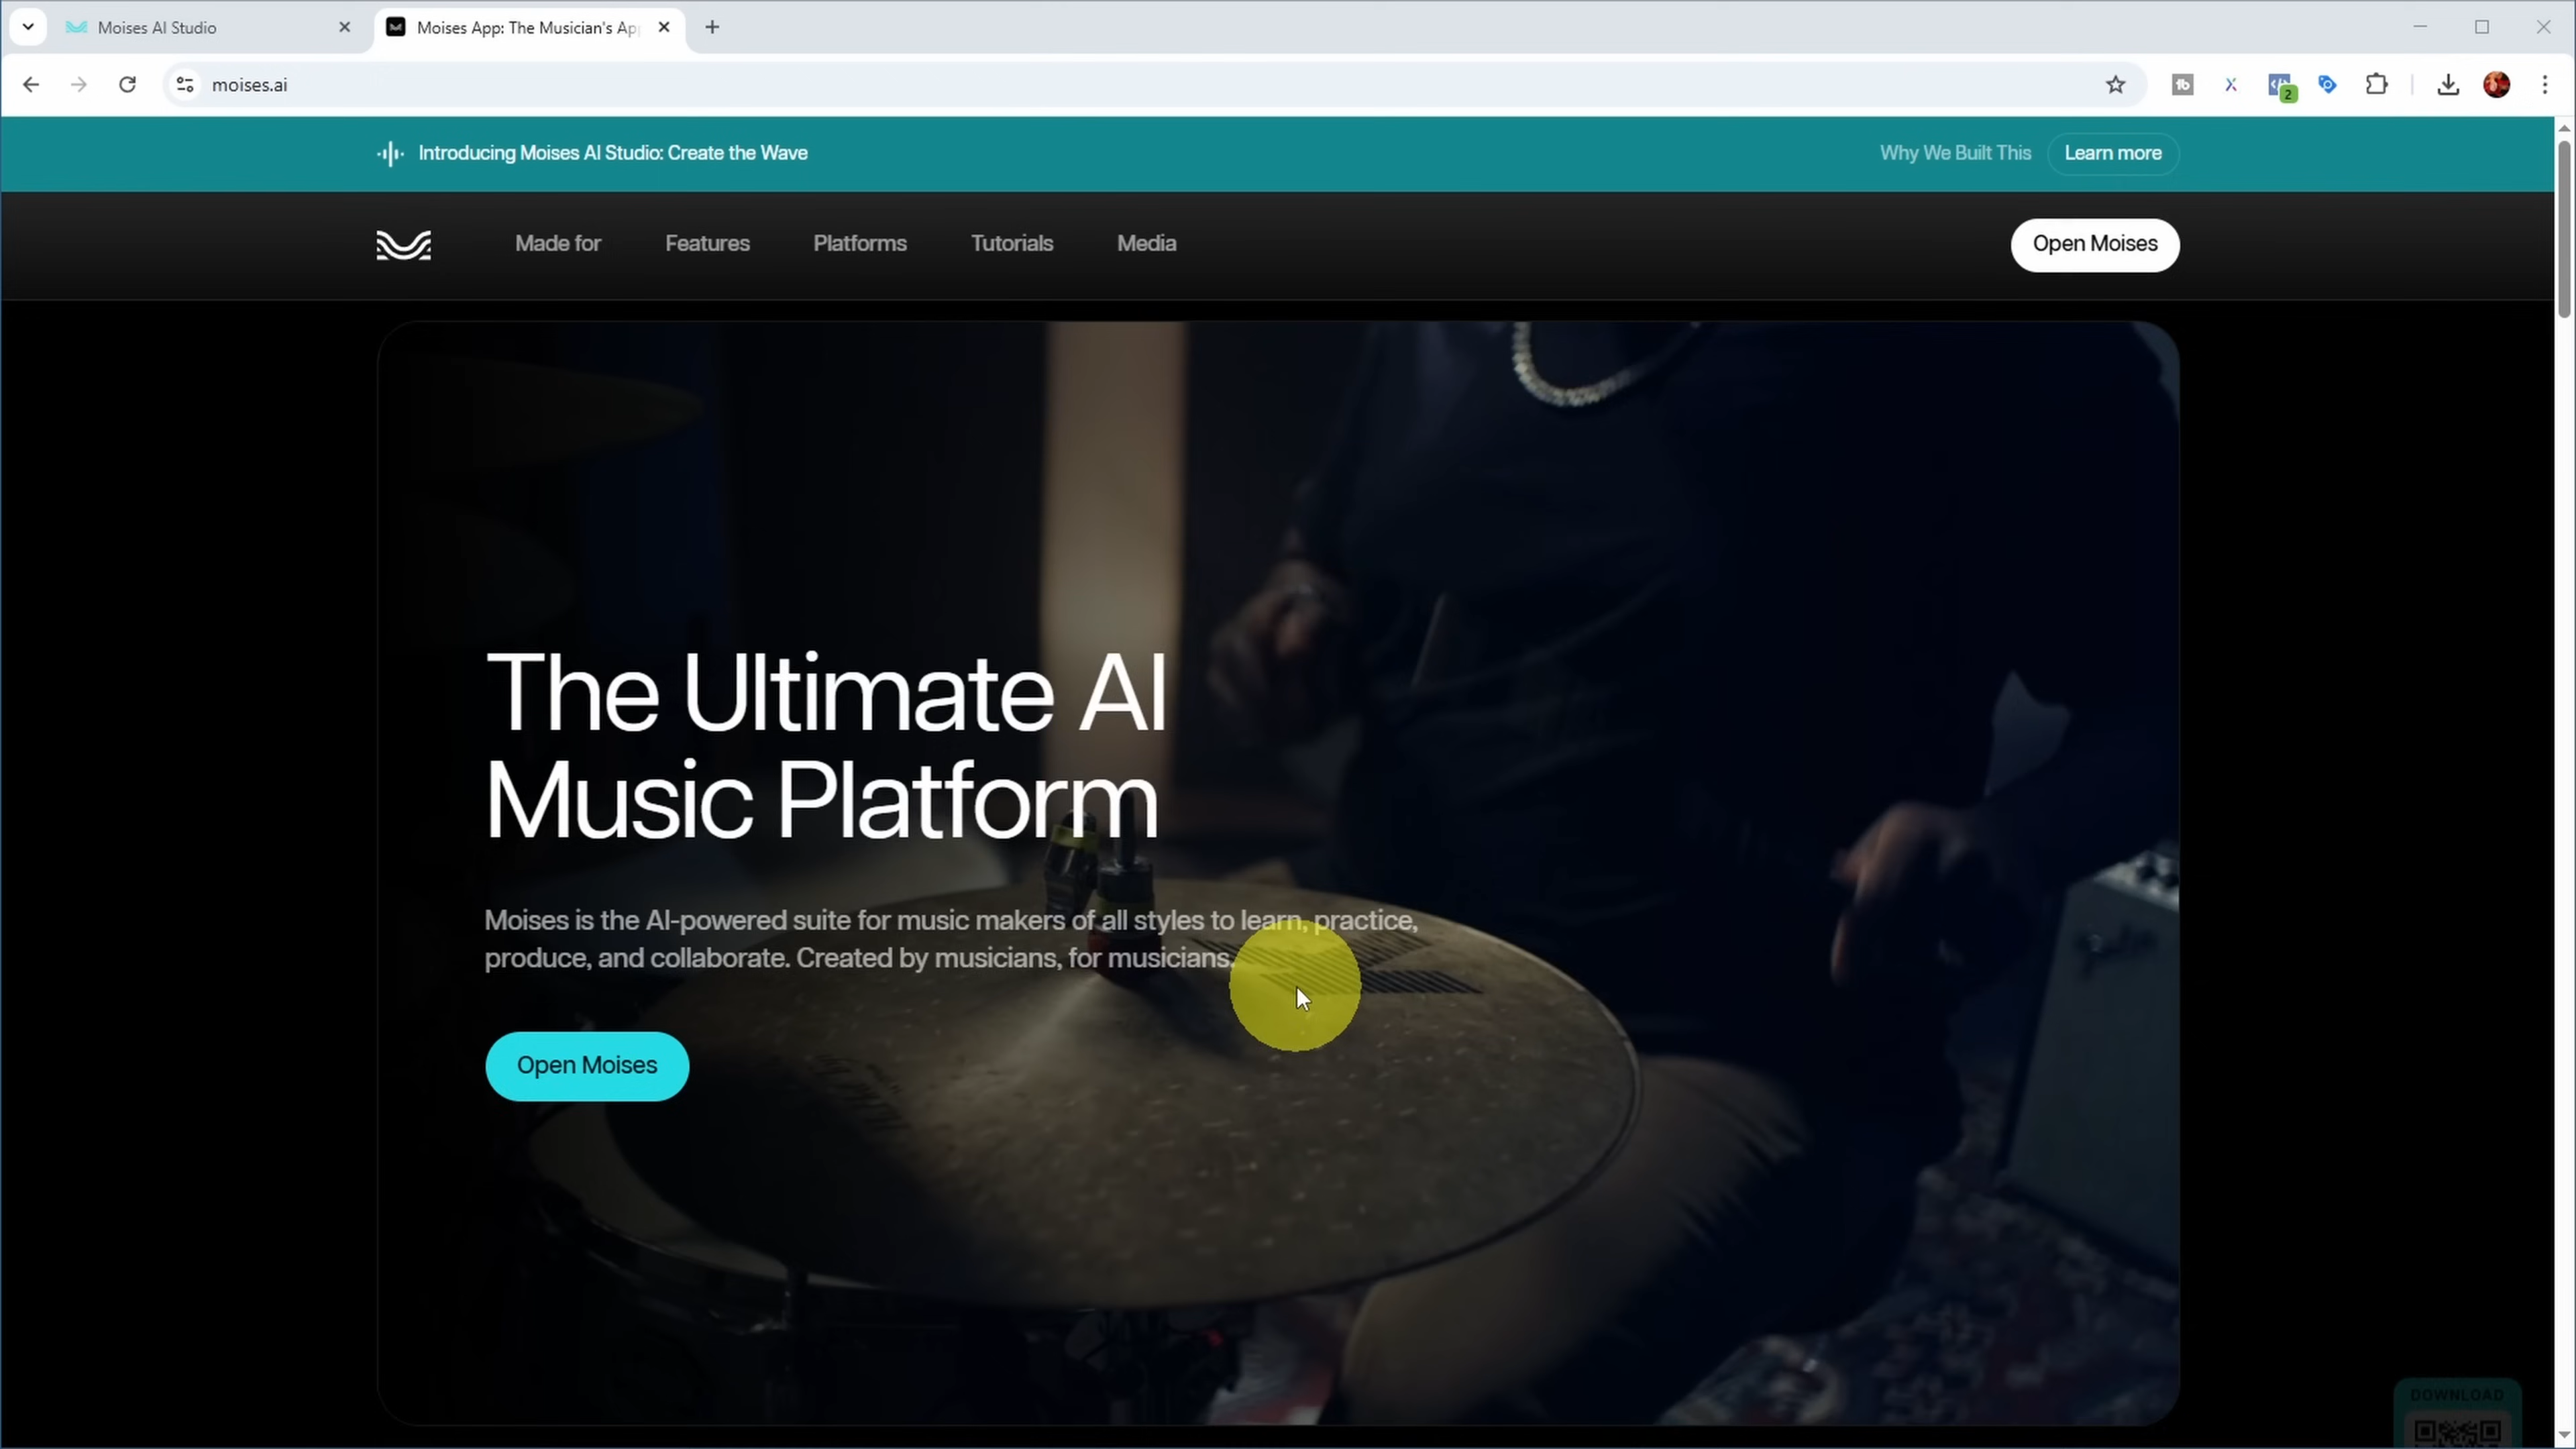 Moises AI Studio
Moises App: The Musician's Ap
moises.ai
2
Introducing Moises AI Studio: Create the Wave
Why We Built This
Learn more
Made for
Features
Platforms
Tutorials
Media
Open Moises
The Ultimate AI
Music Platform
Moises is the AI-powered suite for music makers of all styles to learn, practice,
produce, and collaborate. Created by musicians, for musicians.
Open Moises
DOWNLOAD